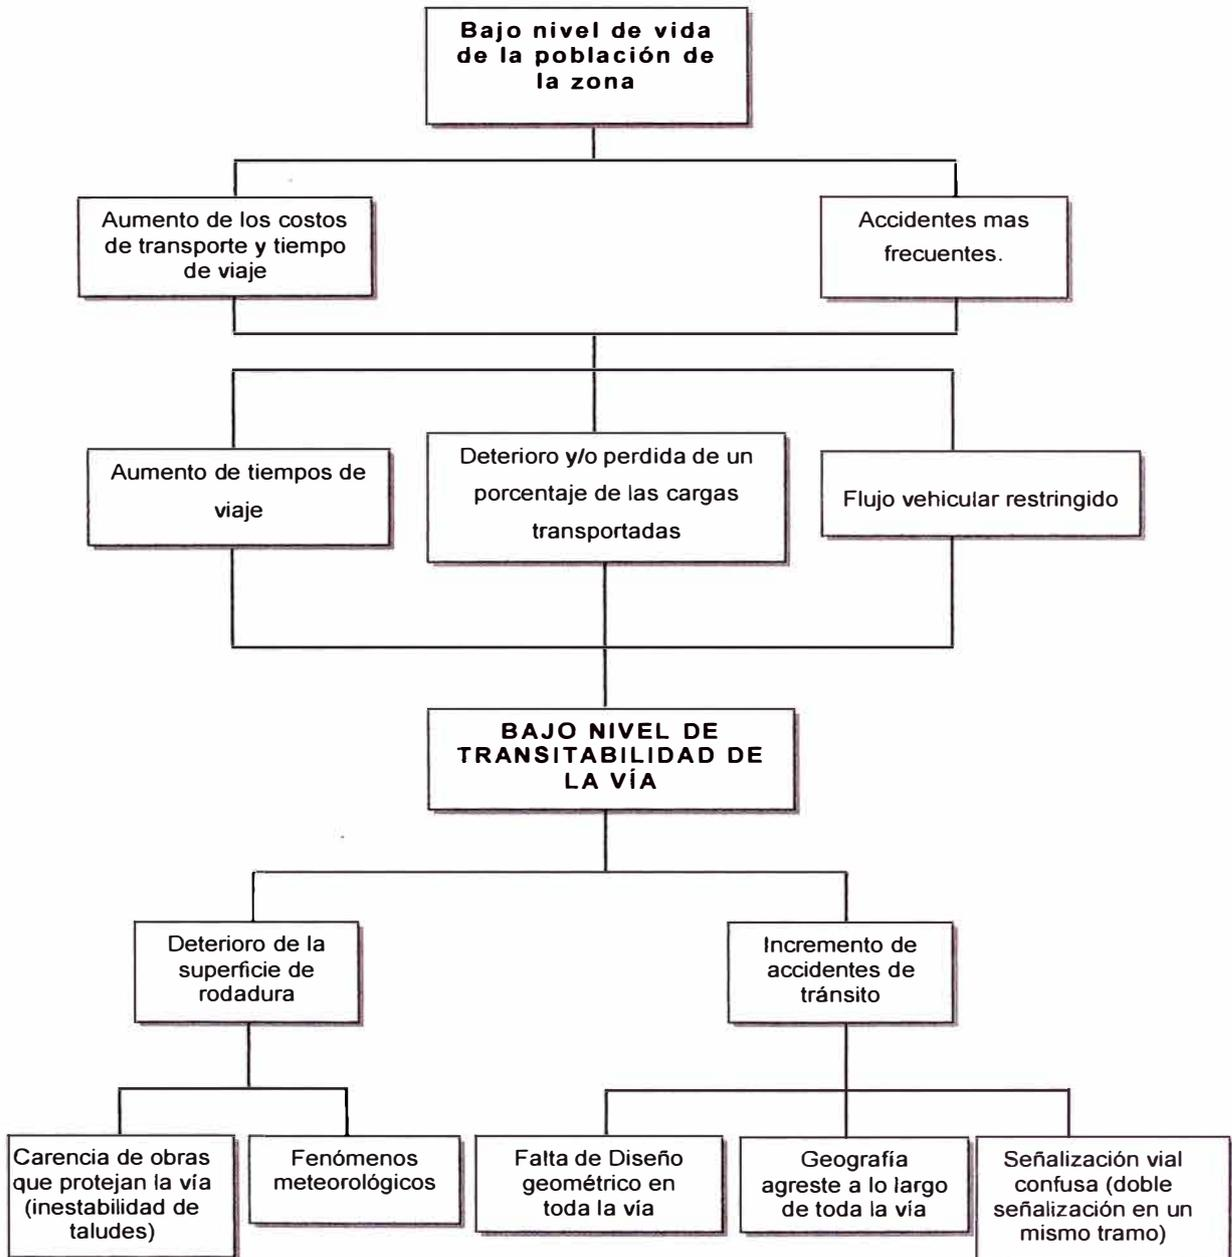 Bajo nivel de vida
de la población de
la zona
Aumento de los costos
de transporte y tiempo
de viaje
Accidentes mas
frecuentes.
Aumento de tiempos de
viaje
Deterioro y/o perdida de un
porcentaje de las cargas
transportadas
Flujo vehicular restringido
BAJO NIVEL DE
TRANSITABILIDAD DE
LA VÍA
Deterioro de la
superficie de
rodadura
Incremento de
accidentes de
tránsito
Carencia de obras
que protejan la vía
(inestabilidad de
taludes)
Fenómenos
meteorológicos
Falta de Diseño
geométrico en
toda la vía
Geografía
agreste a lo largo
de toda la vía
Señalización vial
confusa (doble
señalización en un
mismo tramo)